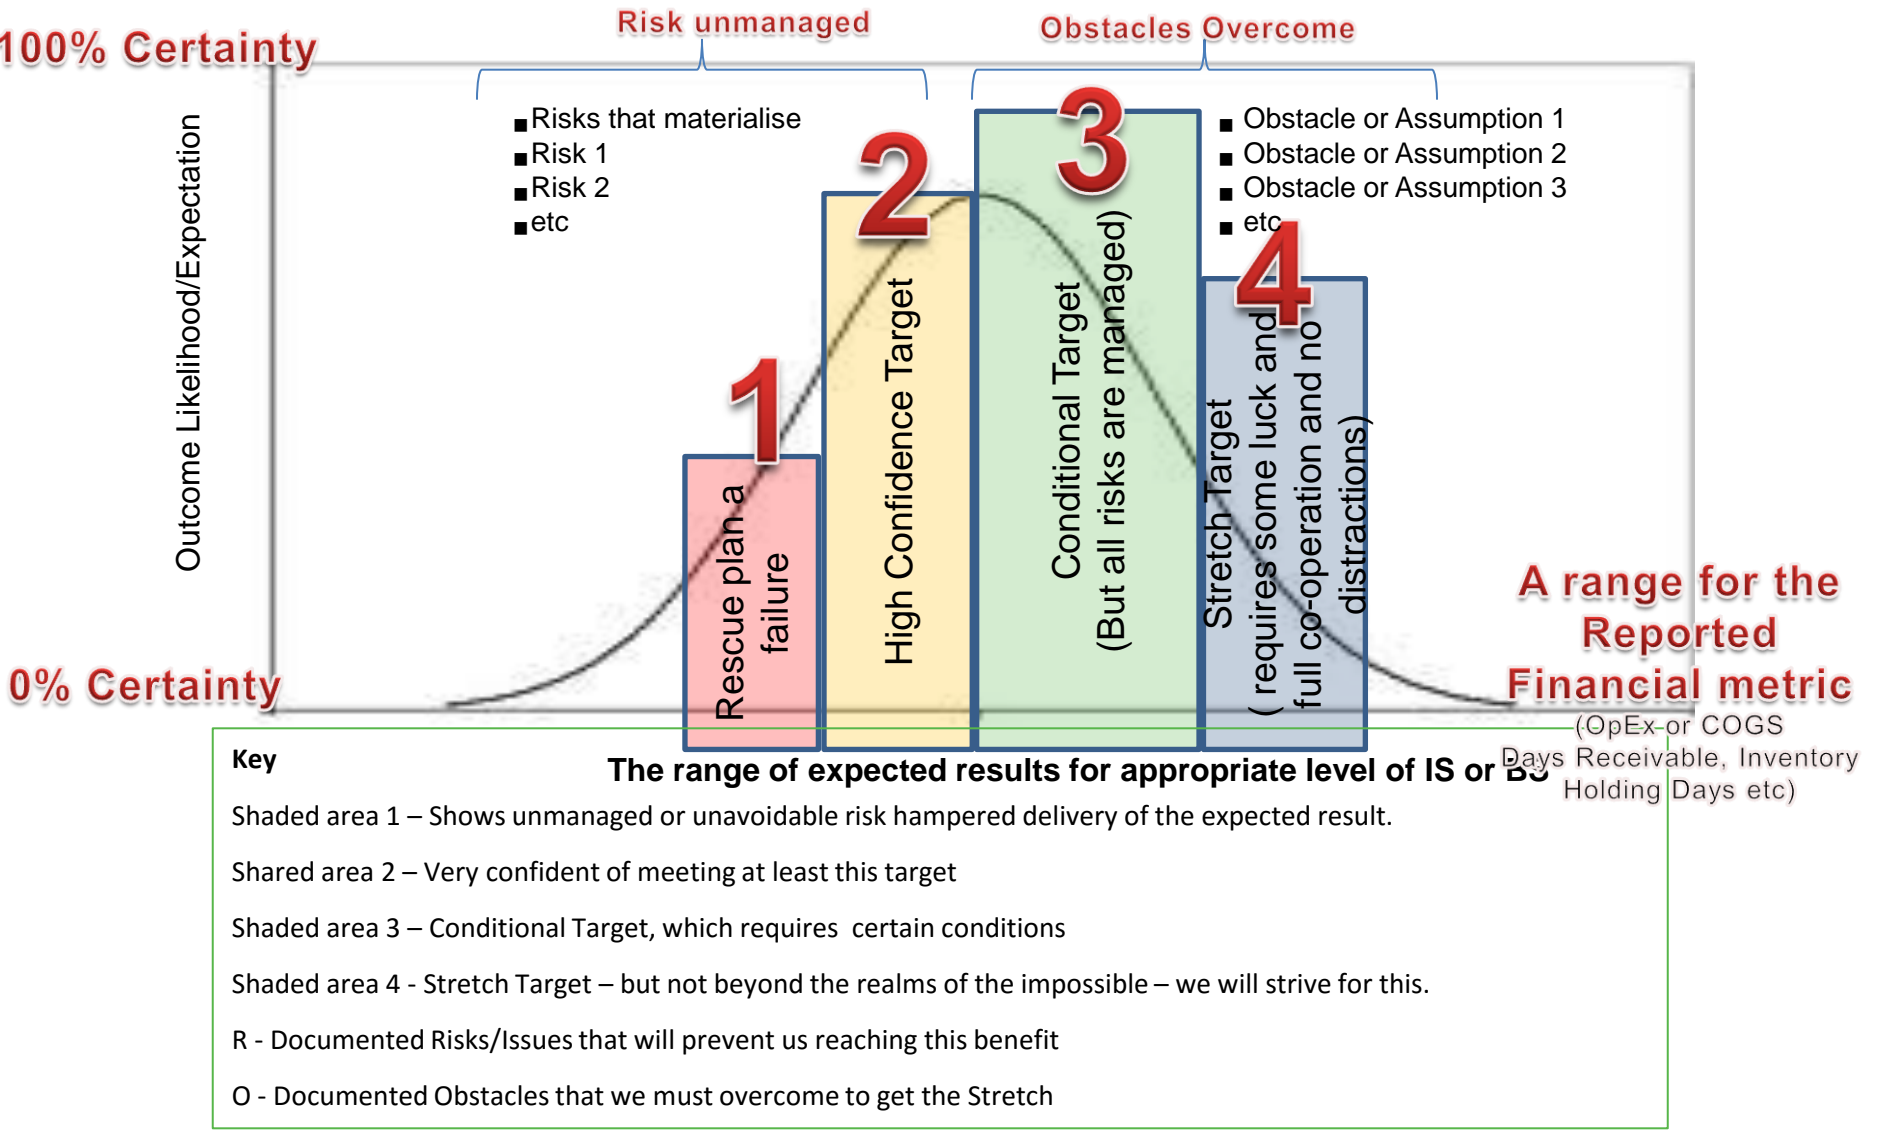 Risk unmanaged
Obstacles Overcome
100% Certainty
Outcome Likelihood/Expectation
▪Risks that materialise
▪Risk 1
▪Risk 2
▪etc
▪ Obstacle or Assumption 1
▪ Obstacle or Assumption 2
▪ Obstacle or Assumption 3
▪ etc
1
2
3
4
Rescue plan a
failure
High Confidence Target
Conditional Target
(But all risks are managed)
Stretch Target
( requires some luck and
full co-operation and no
distractions)
0% Certainty
A range for the
Reported
Financial metric
(OpEx or COGS
Days Receivable, Inventory
Holding Days etc)
The range of expected results for appropriate level of IS or BS
Key
Shaded area 1 – Shows unmanaged or unavoidable risk hampered delivery of the expected result.
Shared area 2 – Very confident of meeting at least this target
Shaded area 3 – Conditional Target, which requires  certain conditions
Shaded area 4 - Stretch Target – but not beyond the realms of the impossible – we will strive for this.
R - Documented Risks/Issues that will prevent us reaching this benefit
O - Documented Obstacles that we must overcome to get the Stretch